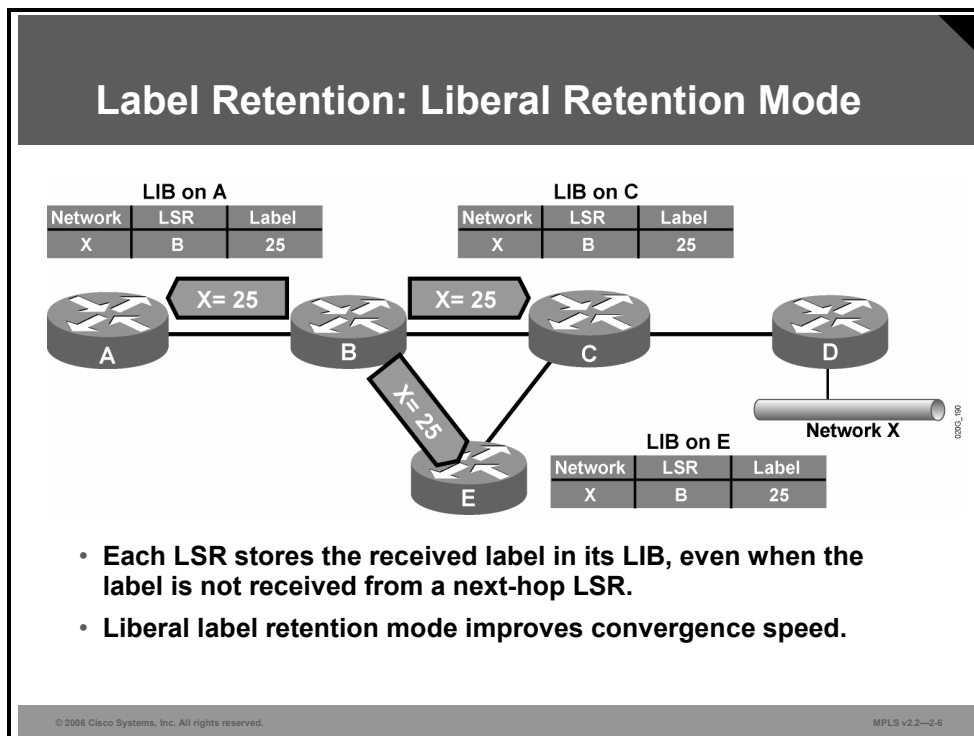 Label Retention: Liberal Retention Mode
LIB on A
Network LSR Label
X B 25
LIB on C
Network LSR Label
X B 25
X= 25
X= 25
A
B
C
D
X= 25
Network X
020G_190
E
LIB on E
Network LSR Label
X B 25
• Each LSR stores the received label in its LIB, even when the
label is not received from a next-hop LSR.
• Liberal label retention mode improves convergence speed.
© 2006 Cisco Systems, Inc. All rights reserved.
MPLS v2.2—2-6